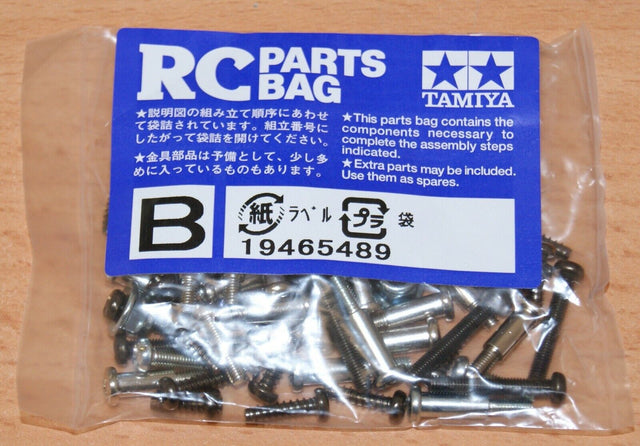 RC PARTS
BAG
TAMIYA
★説明図の組み立て順序にあわせ
て袋詰されています。組立番号に
したがって袋詰を開けてください。
★金具部品は予備として、少し多
めに入っているものもあります。
★This parts bag contains the
components necessary to
complete the assembly steps
indicated.
★Extra parts may be included.
Use them as spares.
B
紙 ラベル プラ 袋
19465489